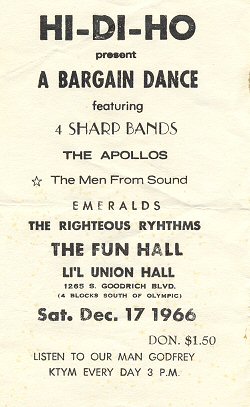 HI-DI-HO
present
A BARGAIN DANCE
featuring
4 SHARP BANDS
THE APOLLOS
☆ The Men From Sound
EMERALDS
THE RIGHTEOUS RYHTHMS
THE FUN HALL
LI'L UNION HALL
1265 S. GOODRICH BLVD.
(4 BLOCKS SOUTH OF OLYMPIC)
Sat. Dec. 17 1966
DON. $1.50
LISTEN TO OUR MAN GODFREY
KTYM EVERY DAY 3 P.M.